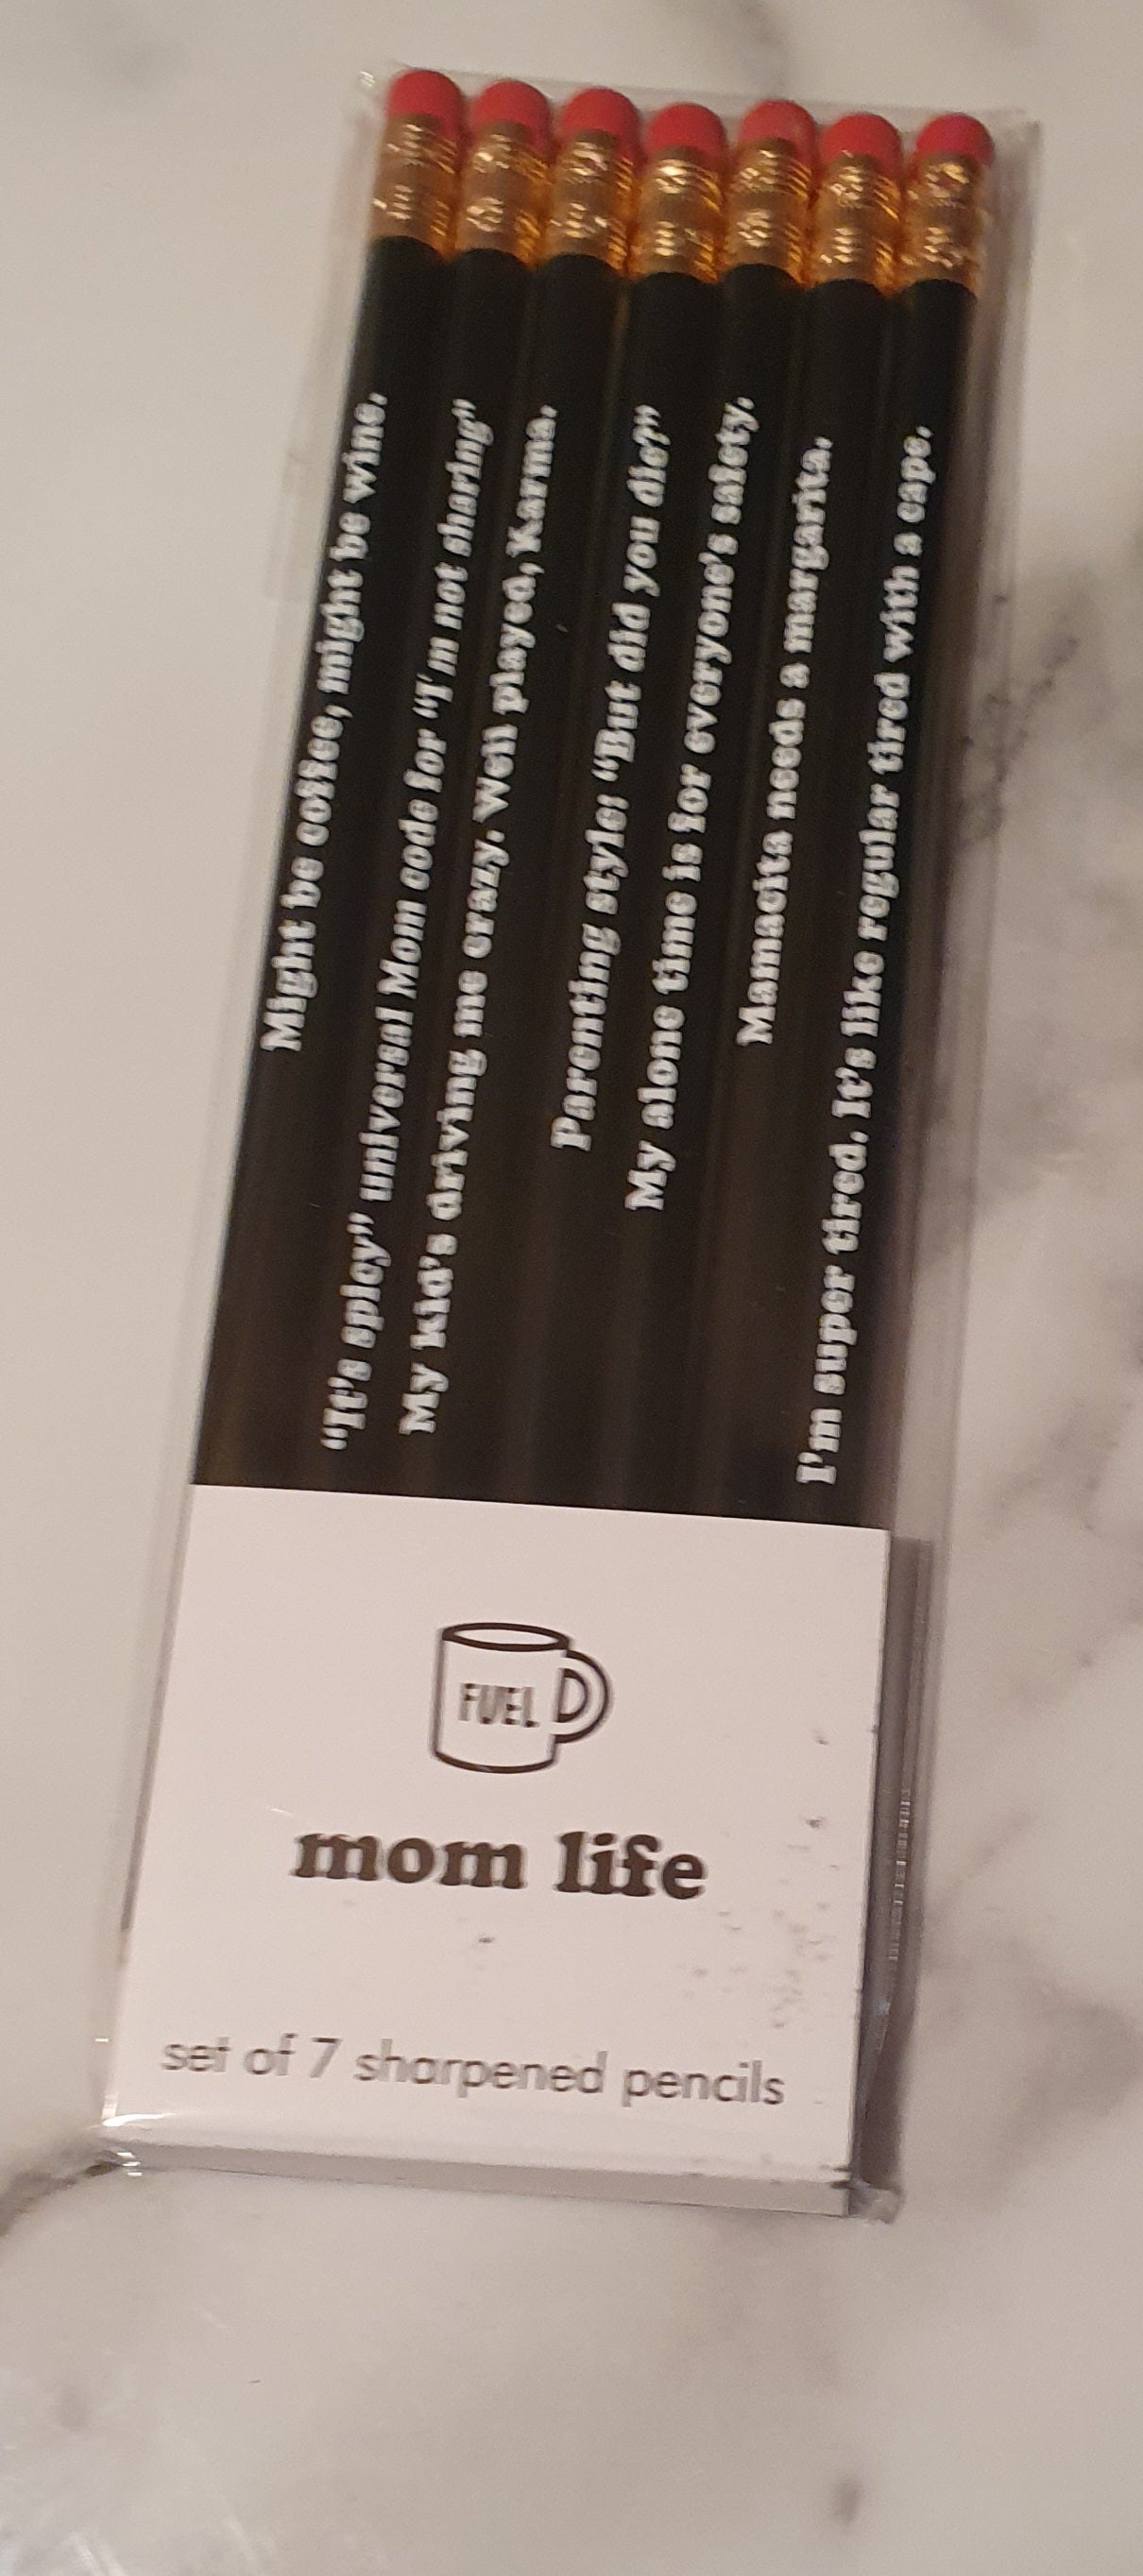 Might be coffee, might be wine.
"It's spicy" universal Mom code for "I'm not sharing"
My kid's driving me crazy. Well played, Karma.
Parenting style: "But did you die?"
My alone time is for everyone's safety.
Mamacita needs a margarita.
I'm super tired. It's like regular tired with a cape.
FUEL
mom life
set of 7 sharpened pencils